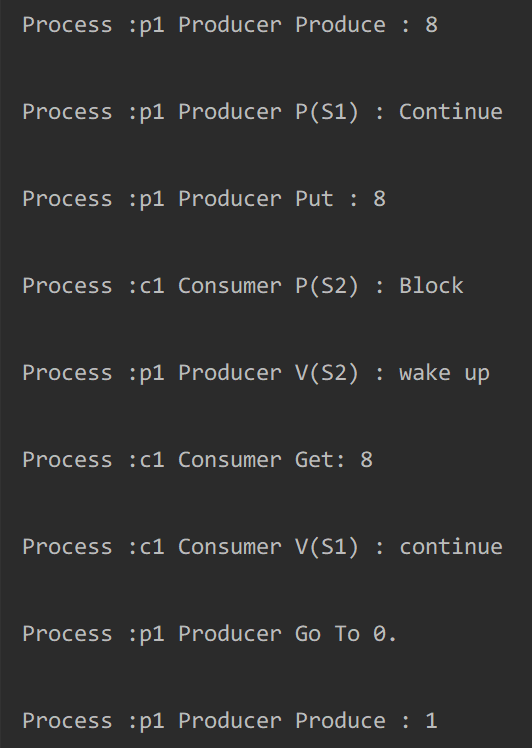 Process :p1 Producer Produce : 8
Process :p1 Producer P(S1) : Continue
Process :p1 Producer Put : 8
Process :c1 Consumer P(S2) : Block
Process :p1 Producer V(S2) : wake up
Process :c1 Consumer Get: 8
Process :c1 Consumer V(S1) : continue
Process :p1 Producer Go To 0.
Process :p1 Producer Produce : 1